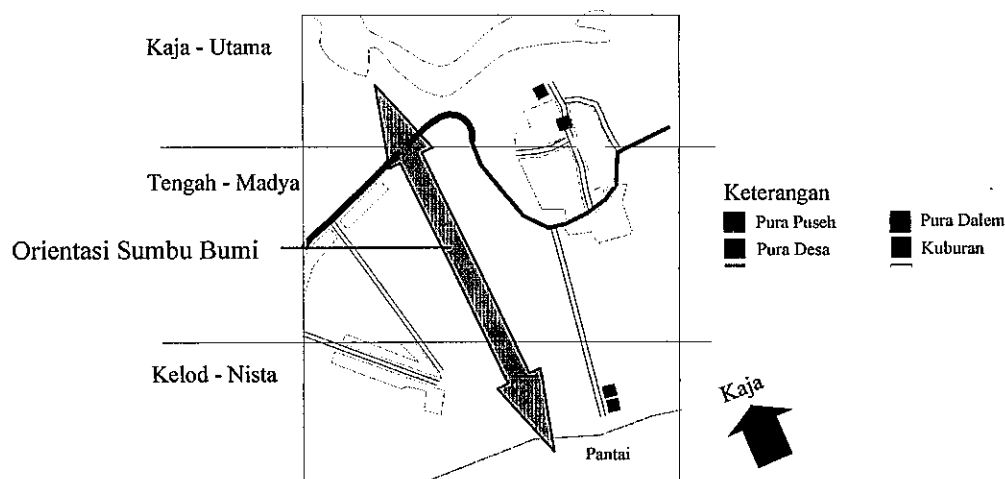 Kaja - Utama
Tengah - Madya
Orientasi Sumbu Bumi
Kelod - Nista
Pantai
Keterangan
Pura Puseh
Pura Desa
Pura Dalem
Kuburan
Kaja